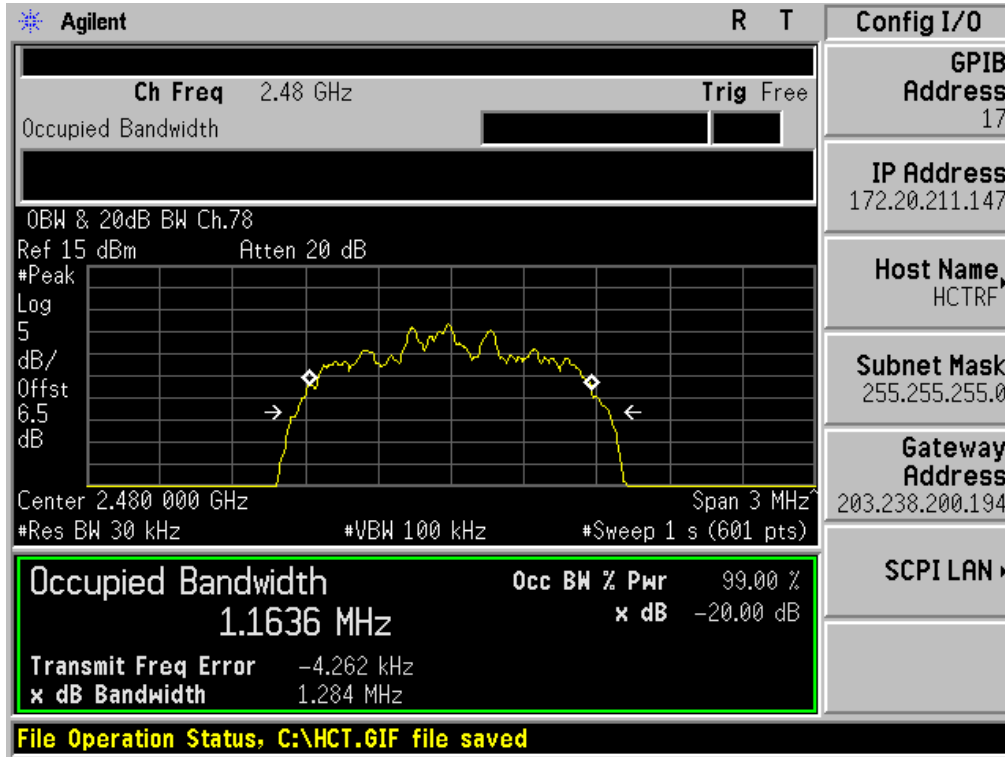 Agilent R T
Ch Freq 2.48 GHz Trig Free
Occupied Bandwidth
OBW & 20dB BW Ch.78
Ref 15 dBm Atten 20 dB
#Peak
Log
5
dB/
Offst
6.5
dB
Center 2.480 000 GHz Span 3 MHz^
#Res BW 30 kHz #VBW 100 kHz #Sweep 1 s (601 pts)
Occupied Bandwidth Occ BW % Pwr 99.00 %
1.1636 MHz x dB -20.00 dB
Transmit Freq Error -4.262 kHz
x dB Bandwidth 1.284 MHz
File Operation Status, C:\HCT.GIF file saved
Config I/O
GPIB
Address
17
IP Address
172.20.211.147
Host Name
HCTRF
Subnet Mask
255.255.255.0
Gateway
Address
203.238.200.194
SCPI LAN